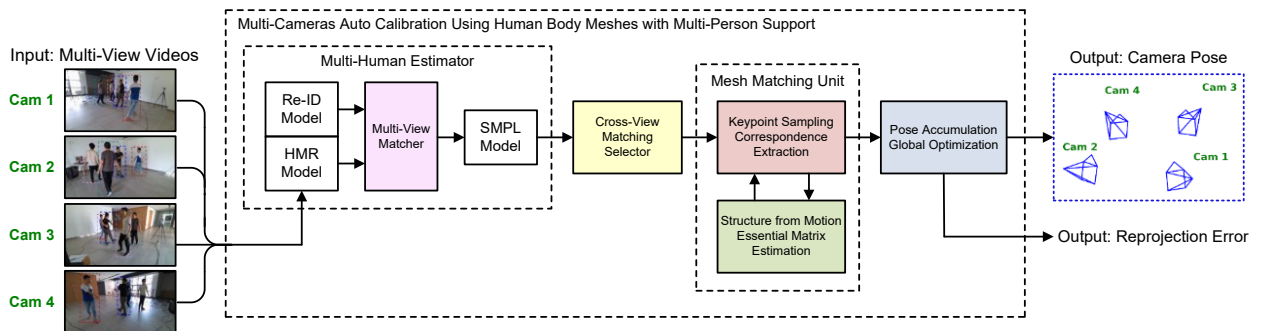 Multi-Cameras Auto Calibration Using Human Body Meshes with Multi-Person Support
Input: Multi-View Videos
Cam 1
Cam 2
Cam 3
Cam 4
Multi-Human Estimator
Re-ID
Model
HMR
Model
Multi-View
Matcher
SMPL
Model
Cross-View
Matching
Selector
Mesh Matching Unit
Keypoint Sampling
Correspondence
Extraction
Structure from Motion
Essential Matrix
Estimation
Pose Accumulation
Global Optimization
Output: Camera Pose
Cam 4
Cam 3
Cam 2
Cam 1
Output: Reprojection Error